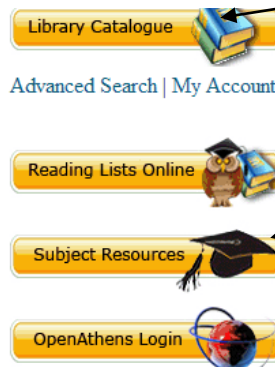 Library Catalogue
Advanced Search | My Account
Reading Lists Online
Subject Resources
OpenAthens Login